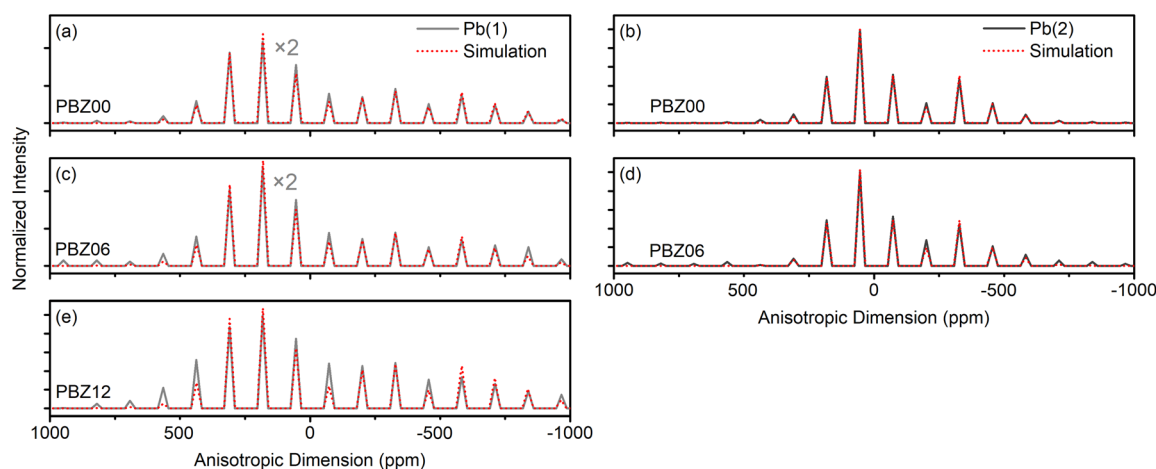 (a)
Pb(1)
×2
Simulation
PBZ00
(b)
Pb(2)
Simulation
PBZ00
(c)
×2
PBZ06
(d)
PBZ06
Normalized Intensity
(e)
PBZ12
1000 500 0 -500 -1000
Anisotropic Dimension (ppm)
1000 500 0 -500 -1000
Anisotropic Dimension (ppm)